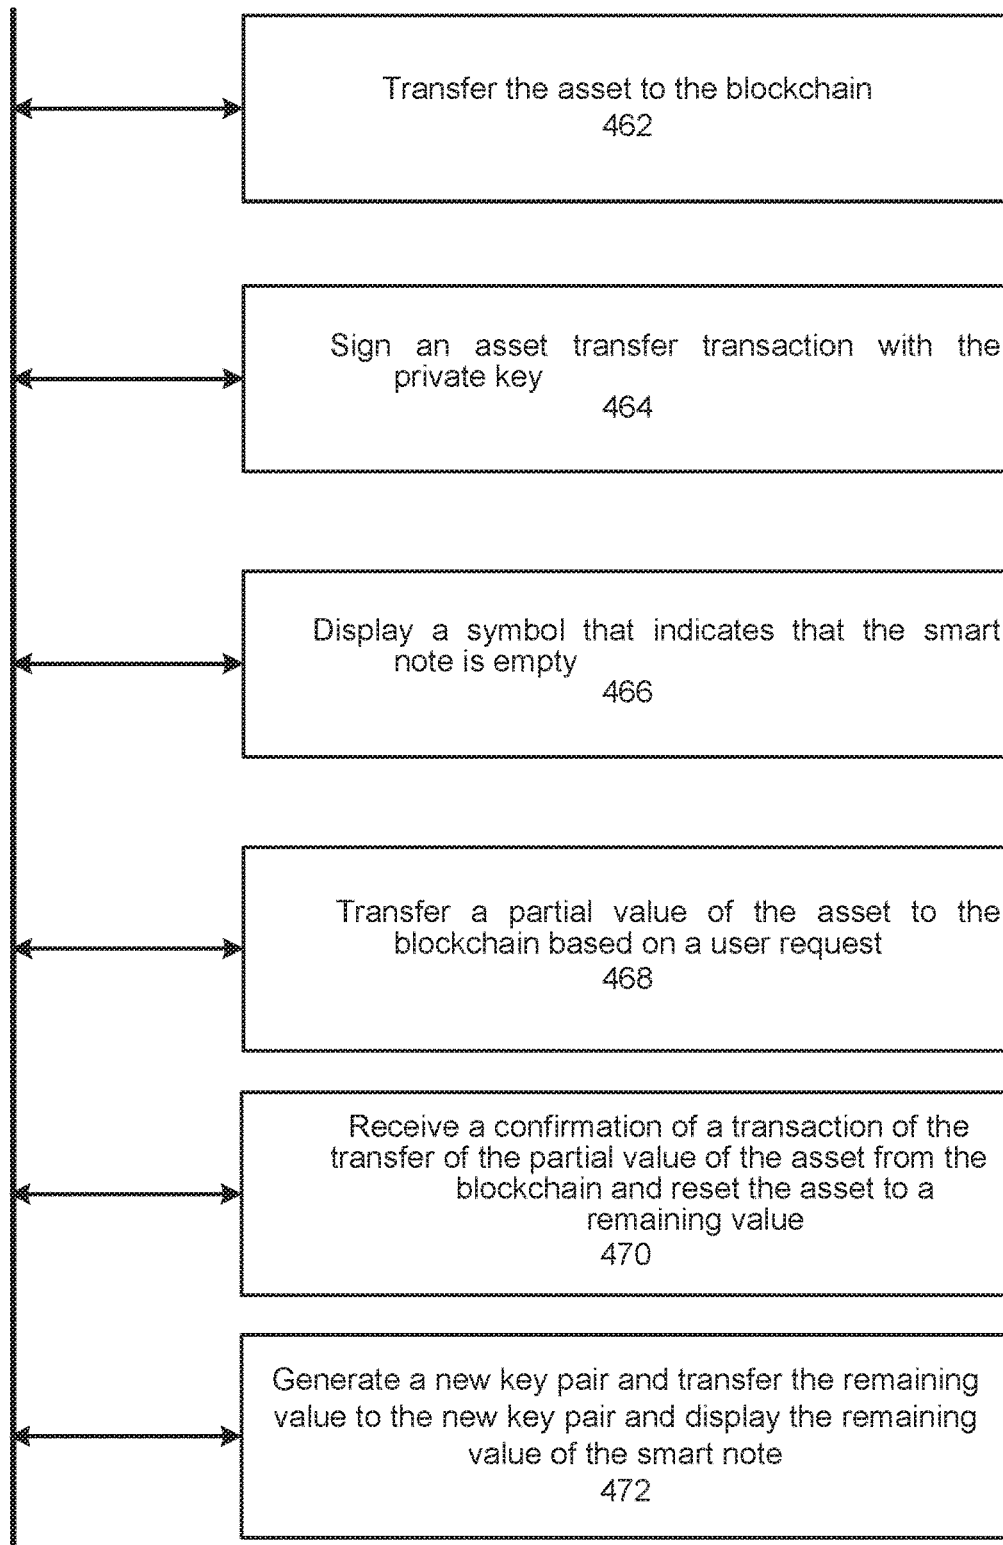 Transfer the asset to the blockchain
462
Sign an asset transfer transaction with the
private key
464
Display a symbol that indicates that the smart
note is empty
466
Transfer a partial value of the asset to the
blockchain based on a user request
468
Receive a confirmation of a transaction of the
transfer of the partial value of the asset from the
blockchain and reset the asset to a
remaining value
470
Generate a new key pair and transfer the remaining
value to the new key pair and display the remaining
value of the smart note
472